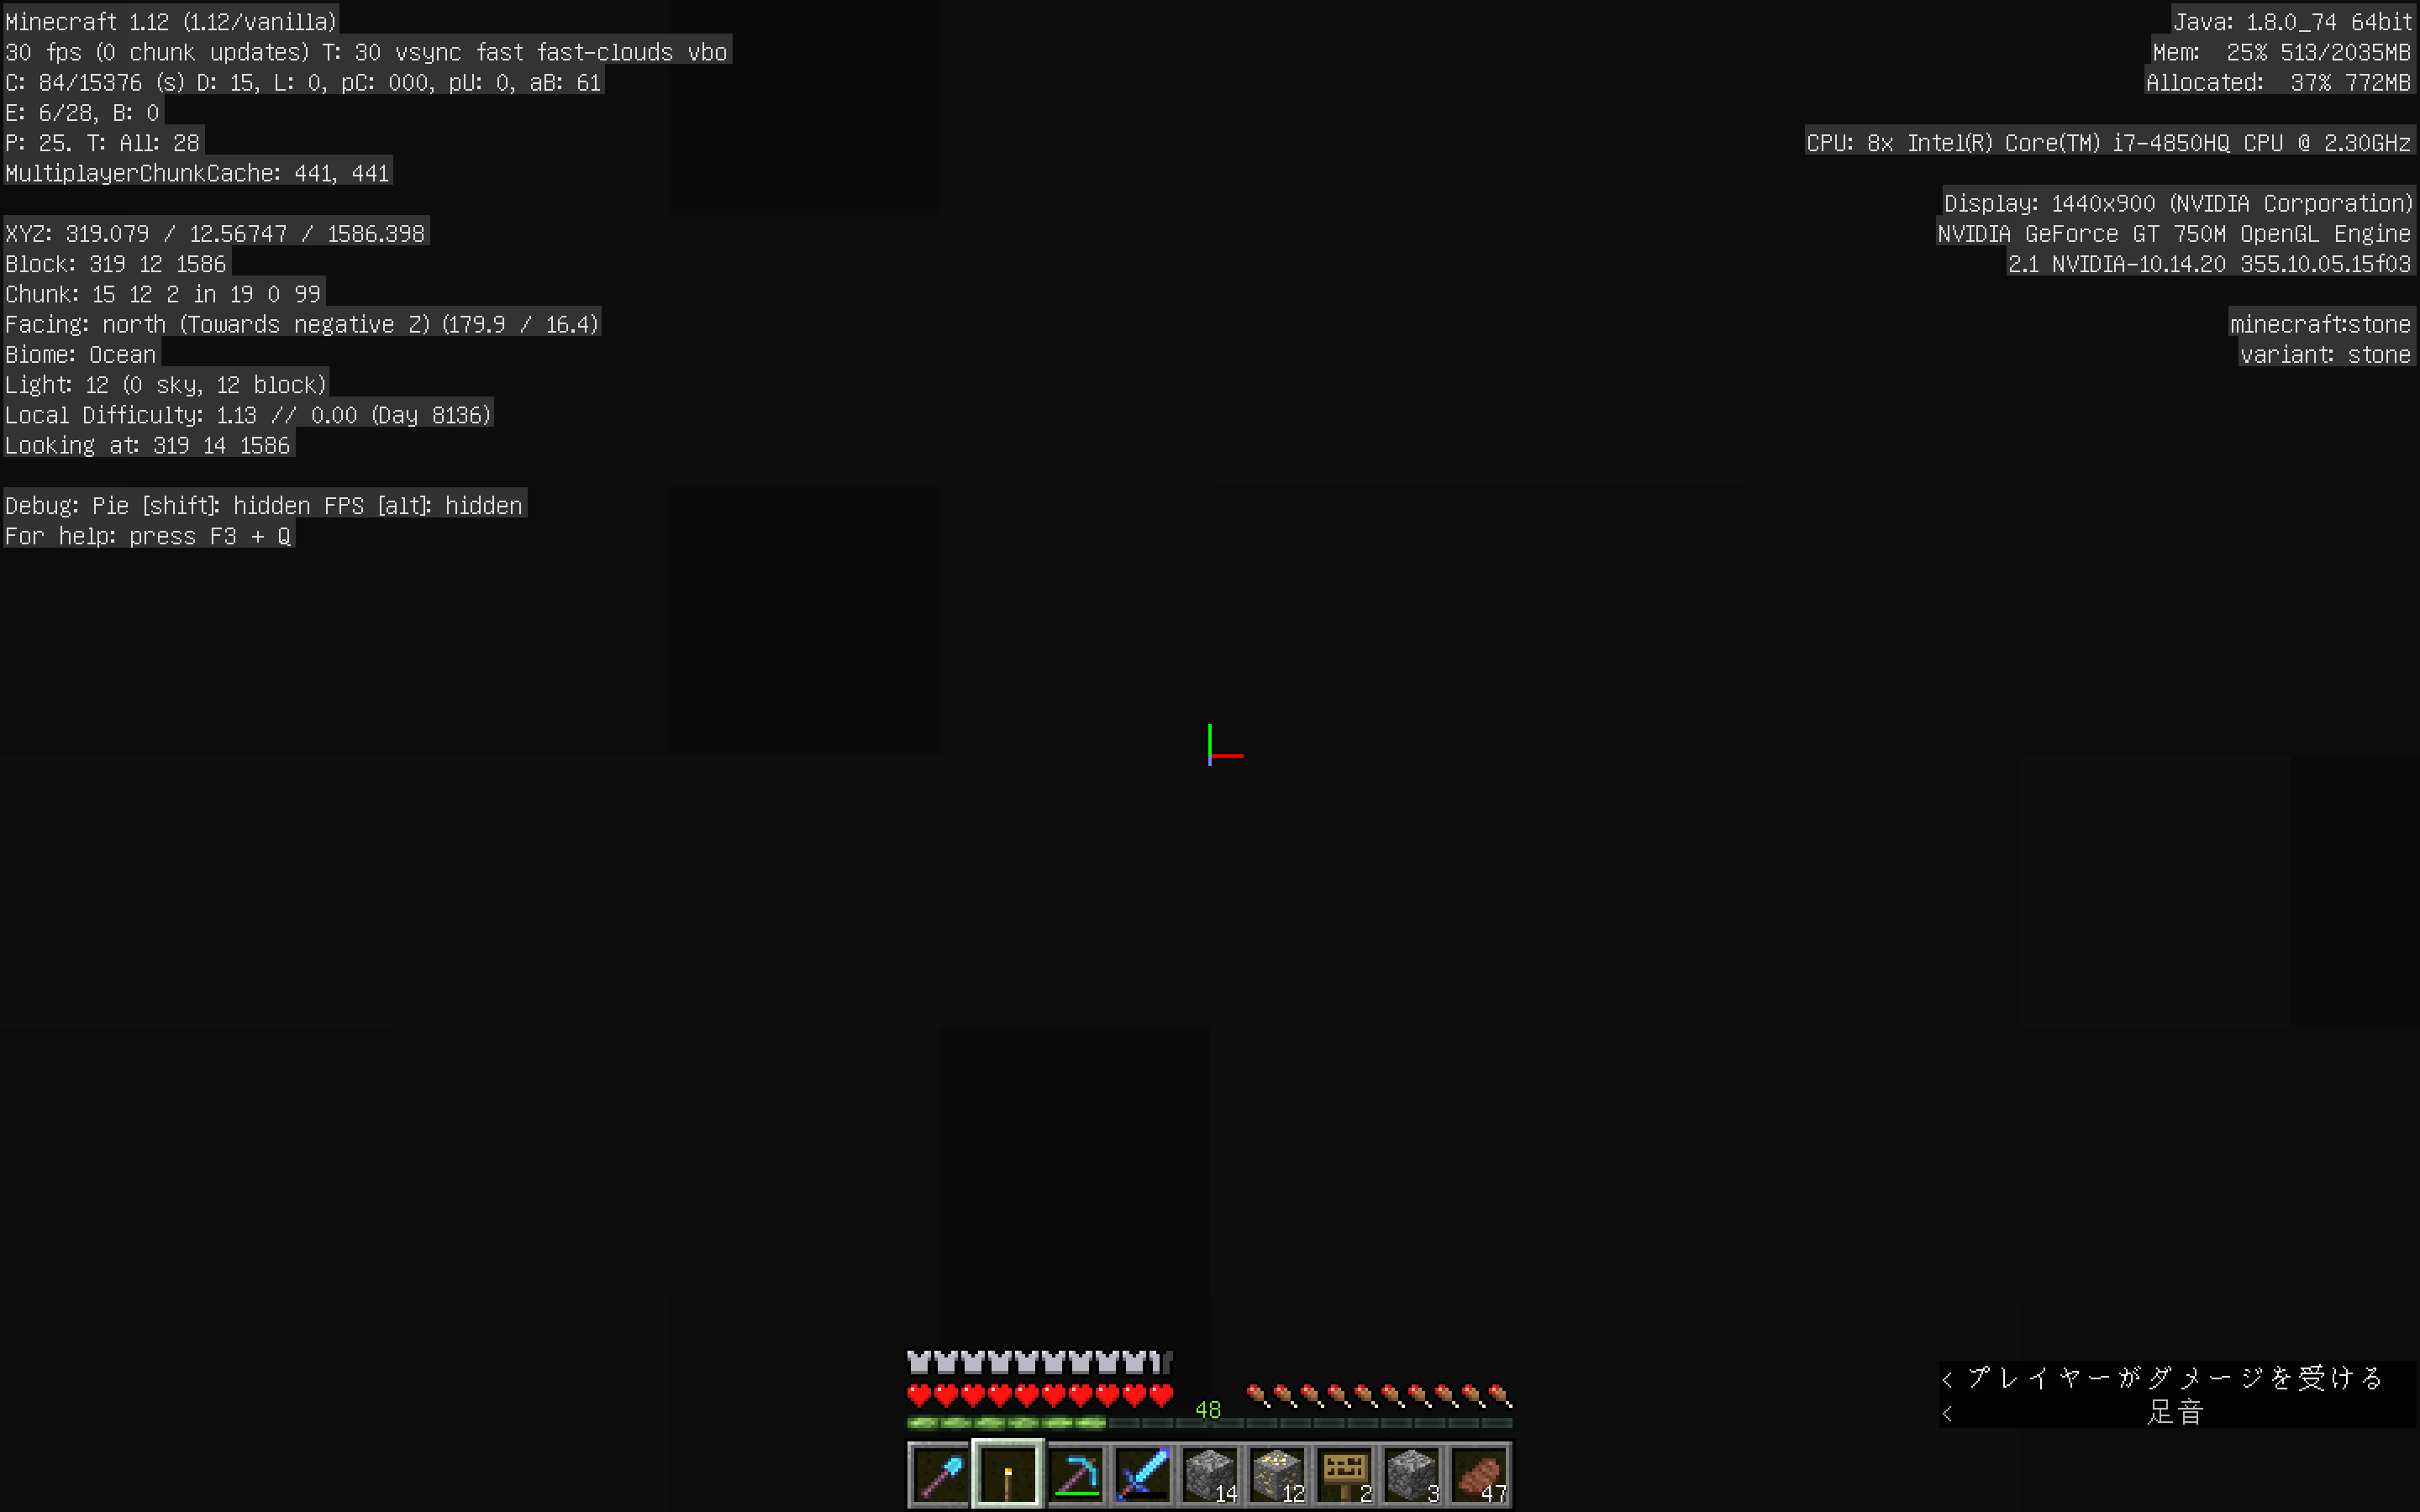 Minecraft 1.12 (1.12/vanilla)
30 fps (0 chunk updates) T: 30 vsync fast fast-clouds vbo
C: 84/15376 (s) D: 15, L: 0, pC: 000, pU: 0, aB: 61
E: 6/28, B: 0
P: 25. T: All: 28
MultiplayerChunkCache: 441, 441
XYZ: 319.079 / 12.56747 / 1586.398
Block: 319 12 1586
Chunk: 15 12 2 in 19 0 99
Facing: north (Towards negative Z) (179.9 / 16.4)
Biome: Ocean
Light: 12 (0 sky, 12 block)
Local Difficulty: 1.13 // 0.00 (Day 8136)
Looking at: 319 14 1586
Debug: Pie [shift]: hidden FPS [alt]: hidden
For help: press F3 + Q
Java: 1.8.0_74 64bit
Mem: 25% 513/2035MB
Allocated: 37% 772MB
CPU: 8x Intel(R) Core(TM) i7-4850HQ CPU @ 2.30GHz
Display: 1440x900 (NVIDIA Corporation)
NVIDIA GeForce GT 750M OpenGL Engine
2.1 NVIDIA-10.14.20 355.10.05.15f03
minecraft:stone
variant: stone
< プレイヤーがダメージを受ける
< 足音
48
14 12 2 3 47